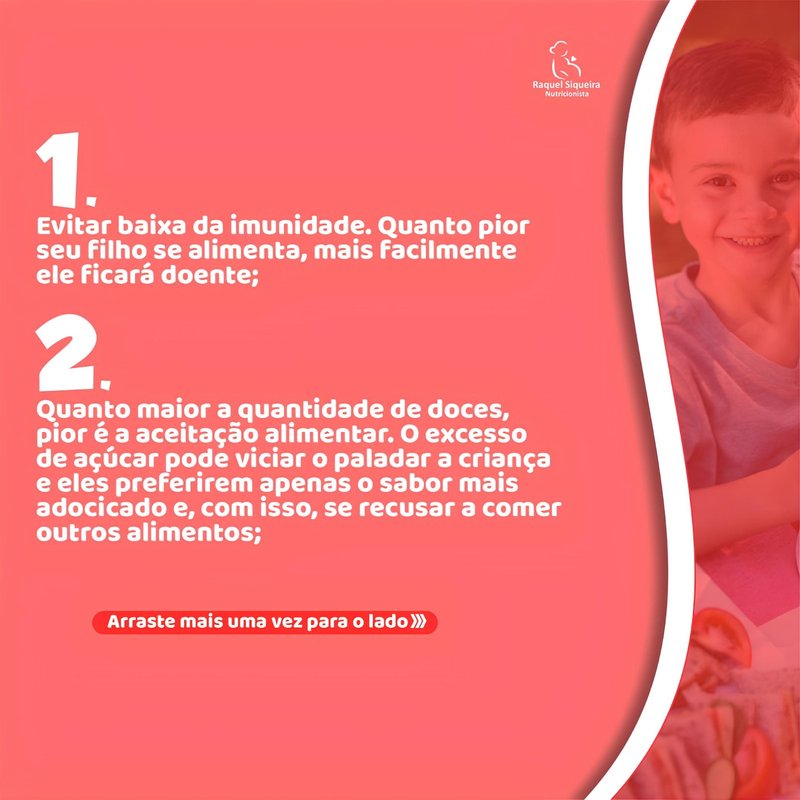 Raquel Siqueira
Nutricionista
1.
Evitar baixa da imunidade. Quanto pior
seu filho se alimenta, mais facilmente
ele ficará doente;
2.
Quanto maior a quantidade de doces,
pior é a aceitação alimentar. O excesso
de açúcar pode viciar o paladar a criança
e eles preferirem apenas o sabor mais
adocicado e, com isso, se recusar a comer
outros alimentos;
Arraste mais uma vez para o lado》